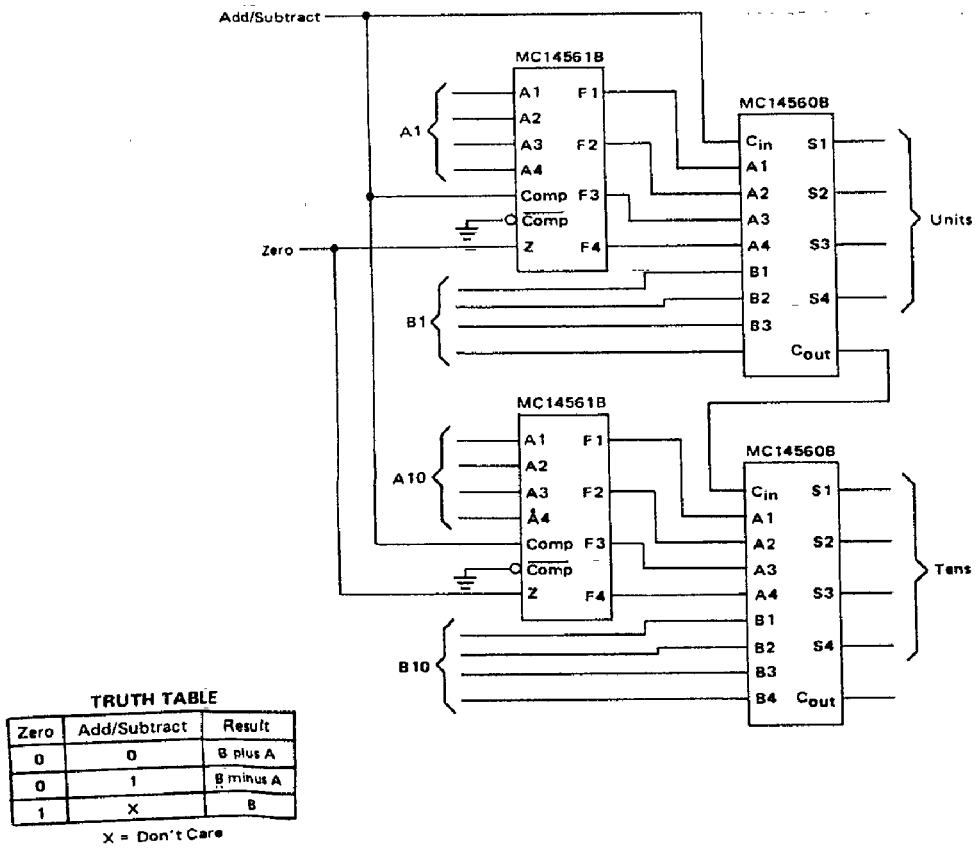 Add/Subtract
MC14561B
A1 F1
A2
A3 F2
A4
Comp F3
Comp
Z F4
A1
Zero
B1
MC14560B
Cin S1
A1
A2 S2
A3
A4 S3
B1
B2 S4
B3
Cout
Units
MC14561B
A1 F1
A2
A3 F2
A4
Comp F3
Comp
Z F4
A10
B10
MC14560B
Cin S1
A1
A2 S2
A3
A4 S3
B1
B2 S4
B3
B4 Cout
Tens
TRUTH TABLE
Zero Add/Subtract Result
0 0 B plus A
0 1 B minus A
1 X B
X = Don't Care